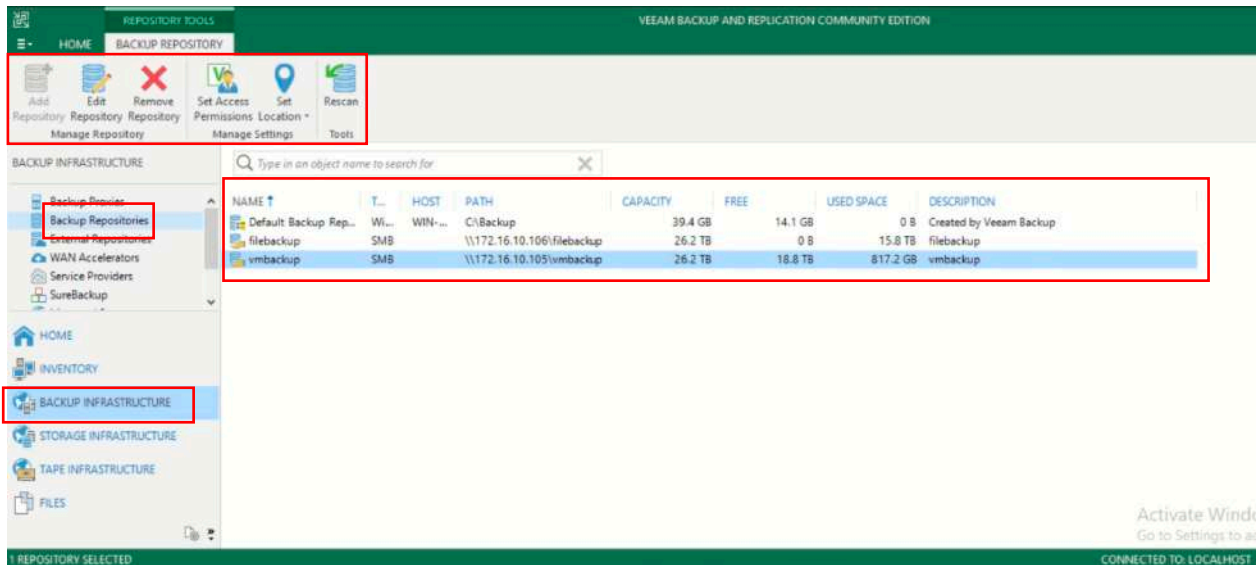 REPOSITORY TOOLS
VEEAM BACKUP AND REPLICATION COMMUNITY EDITION
HOME
BACKUP REPOSITORY
Add Repository
Edit Repository
Remove Repository
Set Access Permissions
Set Location
Rescan
Manage Repository
Manage Settings
Tools
BACKUP INFRASTRUCTURE
Type in an object name to search for
Backup Proxies
Backup Repositories
External Repositories
WAN Accelerators
Service Providers
SureBackup
NAME T... HOST PATH CAPACITY FREE USED SPACE DESCRIPTION
Default Backup Rep... Wi... WIN-... C:\Backup 39.4 GB 14.1 GB 0 B Created by Veeam Backup
filebackup SMB \\172.16.10.106\filebackup 26.2 TB 0 B 15.8 TB filebackup
vmbackup SMB \\172.16.10.105\vmbackup 26.2 TB 18.8 TB 817.2 GB vmbackup
HOME
INVENTORY
BACKUP INFRASTRUCTURE
STORAGE INFRASTRUCTURE
TAPE INFRASTRUCTURE
FILES
Activate Windo
Go to Settings to ac
1 REPOSITORY SELECTED
CONNECTED TO: LOCALHOST